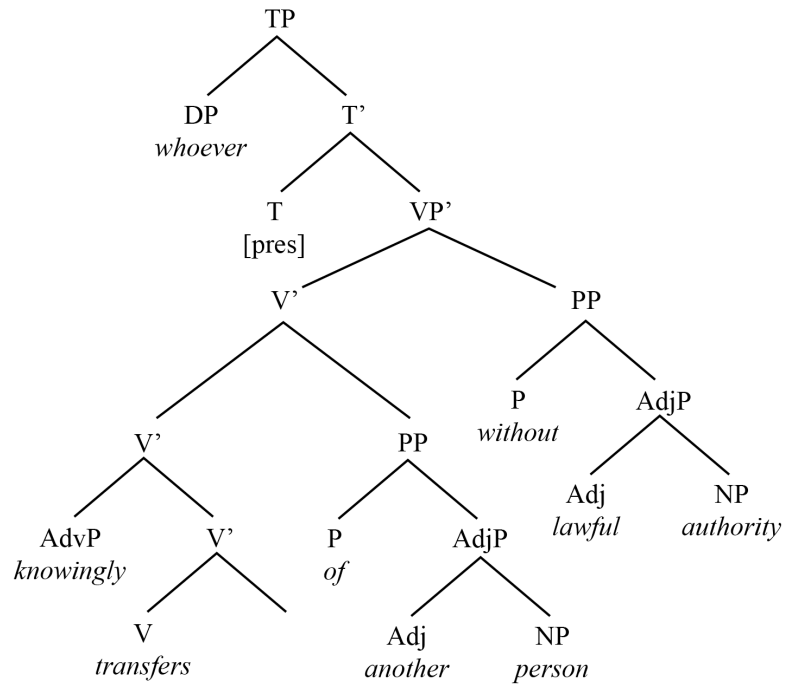 TP
DP T’
whoever
T VP’
[pres]
V’ PP
P AdjP
without
V’ PP
Adj NP
lawful authority
AdvP V’ P AdjP
knowingly of
V Adj NP
transfers another person